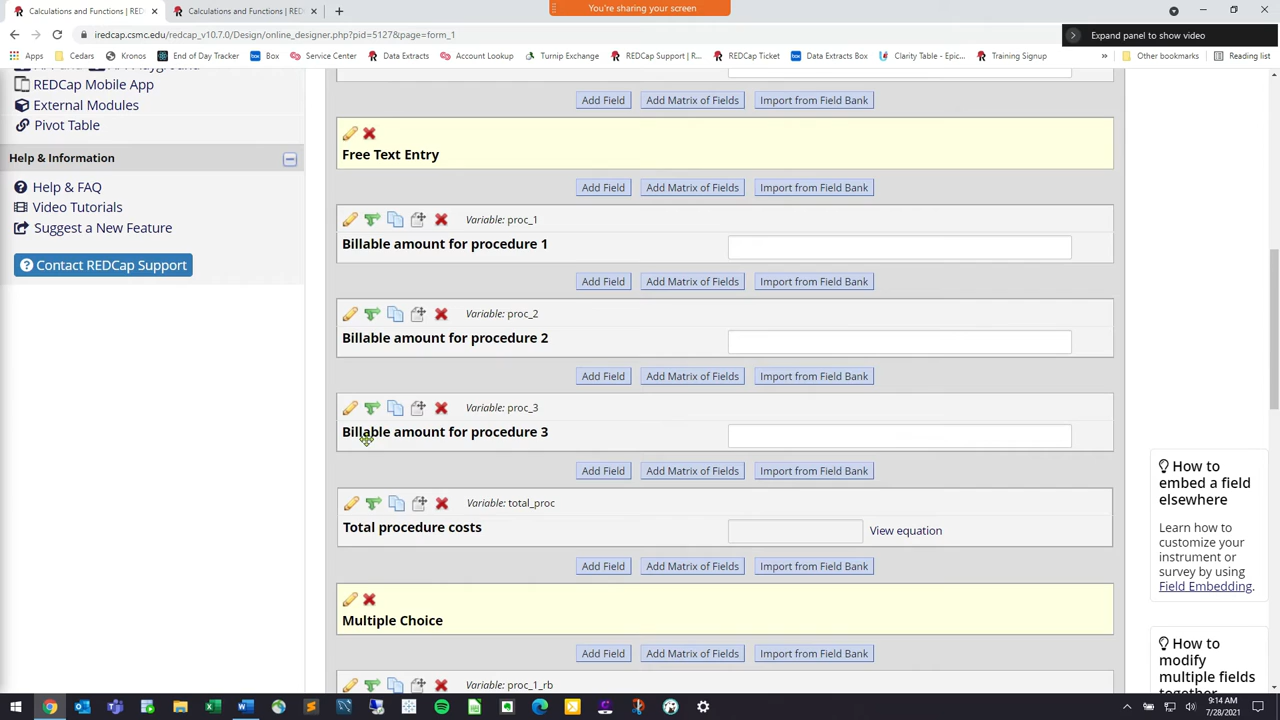 Calculations and Functions | REDC
Calculations and Functions | RED
You're sharing your screen
iredcap.csmc.edu/redcap_v10.7.0/Design/online_designer.php?pid=5127&page=form_1
Expand panel to show video
Apps
Cedars
Kronos
End of Day Tracker
Box
Service Center
Data Extracts
Acronym Lookup
Turnip Exchange
REDCap Support | R...
REDCap Ticket
Data Extracts Box
Clarity Table - Epic...
Training Signup
»
Other bookmarks
Reading list
REDCap Mobile App
External Modules
Pivot Table
Help & Information
Help & FAQ
Video Tutorials
Suggest a New Feature
Contact REDCap Support
Add Field
Add Matrix of Fields
Import from Field Bank
Free Text Entry
Add Field
Add Matrix of Fields
Import from Field Bank
Variable: proc_1
Billable amount for procedure 1
Add Field
Add Matrix of Fields
Import from Field Bank
Variable: proc_2
Billable amount for procedure 2
Add Field
Add Matrix of Fields
Import from Field Bank
Variable: proc_3
Billable amount for procedure 3
Add Field
Add Matrix of Fields
Import from Field Bank
Variable: total_proc
Total procedure costs
View equation
Add Field
Add Matrix of Fields
Import from Field Bank
Multiple Choice
Add Field
Add Matrix of Fields
Import from Field Bank
Variable: proc_1_rb
How to
embed a field
elsewhere
Learn how to
customize your
instrument or
survey by using
Field Embedding.
How to
modify
multiple fields
together
9:14 AM
7/28/2021